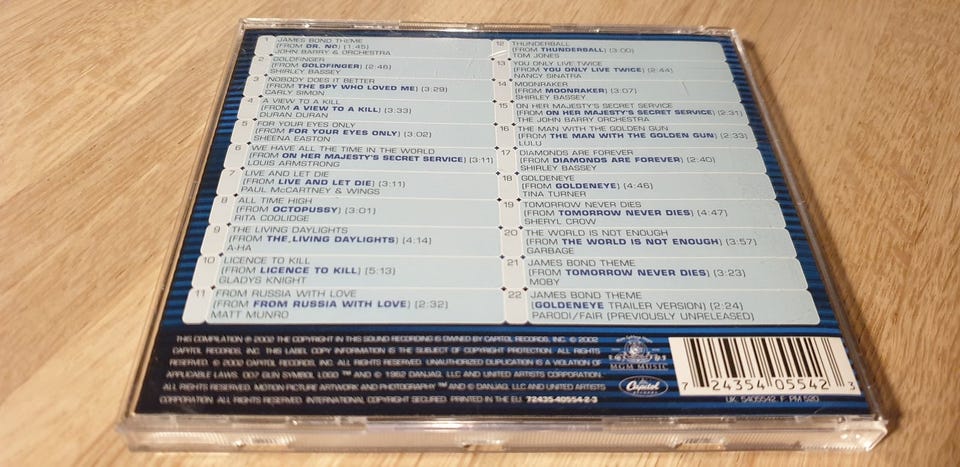 1 JAMES BOND THEME
(FROM DR. NO) (1:45)
JOHN BARRY & ORCHESTRA
2 GOLDFINGER
(FROM GOLDFINGER) (2:46)
SHIRLEY BASSEY
3 NOBODY DOES IT BETTER
(FROM THE SPY WHO LOVED ME) (3:29)
CARLY SIMON
4 A VIEW TO A KILL
(FROM A VIEW TO A KILL) (3:33)
DURAN DURAN
5 FOR YOUR EYES ONLY
(FROM FOR YOUR EYES ONLY) (3:02)
SHEENA EASTON
6 WE HAVE ALL THE TIME IN THE WORLD
(FROM ON HER MAJESTY'S SECRET SERVICE) (3:11)
LOUIS ARMSTRONG
7 LIVE AND LET DIE
(FROM LIVE AND LET DIE) (3:11)
PAUL McCARTNEY & WINGS
8 ALL TIME HIGH
(FROM OCTOPUSSY) (3:01)
RITA COOLIDGE
9 THE LIVING DAYLIGHTS
(FROM THE LIVING DAYLIGHTS) (4:14)
A-HA
10 LICENCE TO KILL
(FROM LICENCE TO KILL) (5:13)
GLADYS KNIGHT
11 FROM RUSSIA WITH LOVE
(FROM FROM RUSSIA WITH LOVE) (2:32)
MATT MUNRO
12 THUNDERBALL
(FROM THUNDERBALL) (3:00)
TOM JONES
13 YOU ONLY LIVE TWICE
(FROM YOU ONLY LIVE TWICE) (2:44)
NANCY SINATRA
14 MOONRAKER
(FROM MOONRAKER) (3:07)
SHIRLEY BASSEY
15 ON HER MAJESTY'S SECRET SERVICE
(FROM ON HER MAJESTY'S SECRET SERVICE) (2:31)
THE JOHN BARRY ORCHESTRA
16 THE MAN WITH THE GOLDEN GUN
(FROM THE MAN WITH THE GOLDEN GUN) (2:33)
LULU
17 DIAMONDS ARE FOREVER
(FROM DIAMONDS ARE FOREVER) (2:40)
SHIRLEY BASSEY
18 GOLDENEYE
(FROM GOLDENEYE) (4:46)
TINA TURNER
19 TOMORROW NEVER DIES
(FROM TOMORROW NEVER DIES) (4:47)
SHERYL CROW
20 THE WORLD IS NOT ENOUGH
(FROM THE WORLD IS NOT ENOUGH) (3:57)
GARBAGE
21 JAMES BOND THEME
(FROM TOMORROW NEVER DIES) (3:23)
MOBY
22 JAMES BOND THEME
(GOLDENEYE TRAILER VERSION) (2:24)
PARODI/FAIR (PREVIOUSLY UNRELEASED)
THIS COMPILATION ℗ 2002 THE COPYRIGHT IN THIS SOUND RECORDING IS OWNED BY CAPITOL RECORDS, INC. © 2002
CAPITOL RECORDS, INC. THIS LABEL COPY INFORMATION IS THE SUBJECT OF COPYRIGHT PROTECTION. ALL RIGHTS
RESERVED. © 2002 CAPITOL RECORDS, INC. ALL RIGHTS RESERVED. UNAUTHORIZED DUPLICATION IS A VIOLATION OF
APPLICABLE LAWS. 007 GUN SYMBOL LOGO ™ AND © 1962 DANJAQ, LLC AND UNITED ARTISTS CORPORATION.
ALL RIGHTS RESERVED. MOTION PICTURE ARTWORK AND PHOTOGRAPHY ™ AND © DANJAQ, LLC AND UNITED ARTISTS
CORPORATION. ALL RIGHTS RESERVED. INTERNATIONAL COPYRIGHT SECURED. PRINTED IN THE EU. 72435-40554-2-3
MGM MUSIC
Capitol
RECORDS
7 24354 05542 3
UK: 5405542 F: PM 520